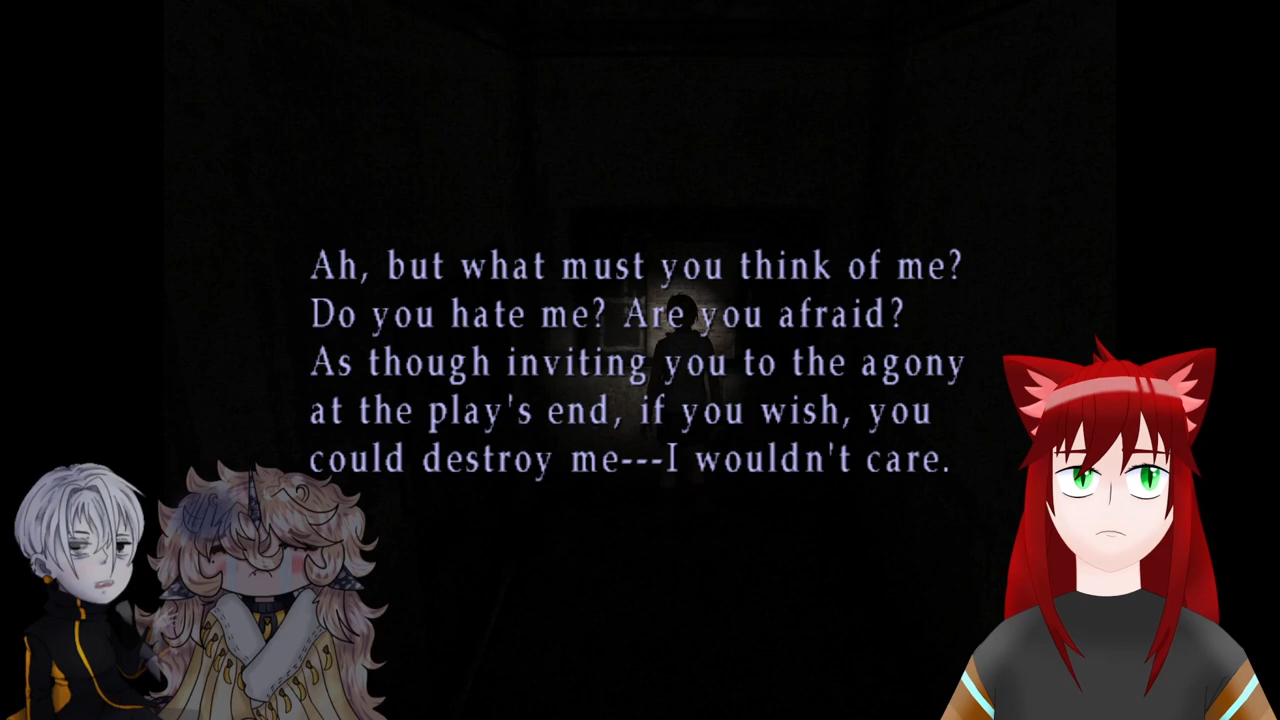 Ah, but what must you think of me?
Do you hate me? Are you afraid?
As though inviting you to the agony
at the play's end, if you wish, you
could destroy me---I wouldn't care.